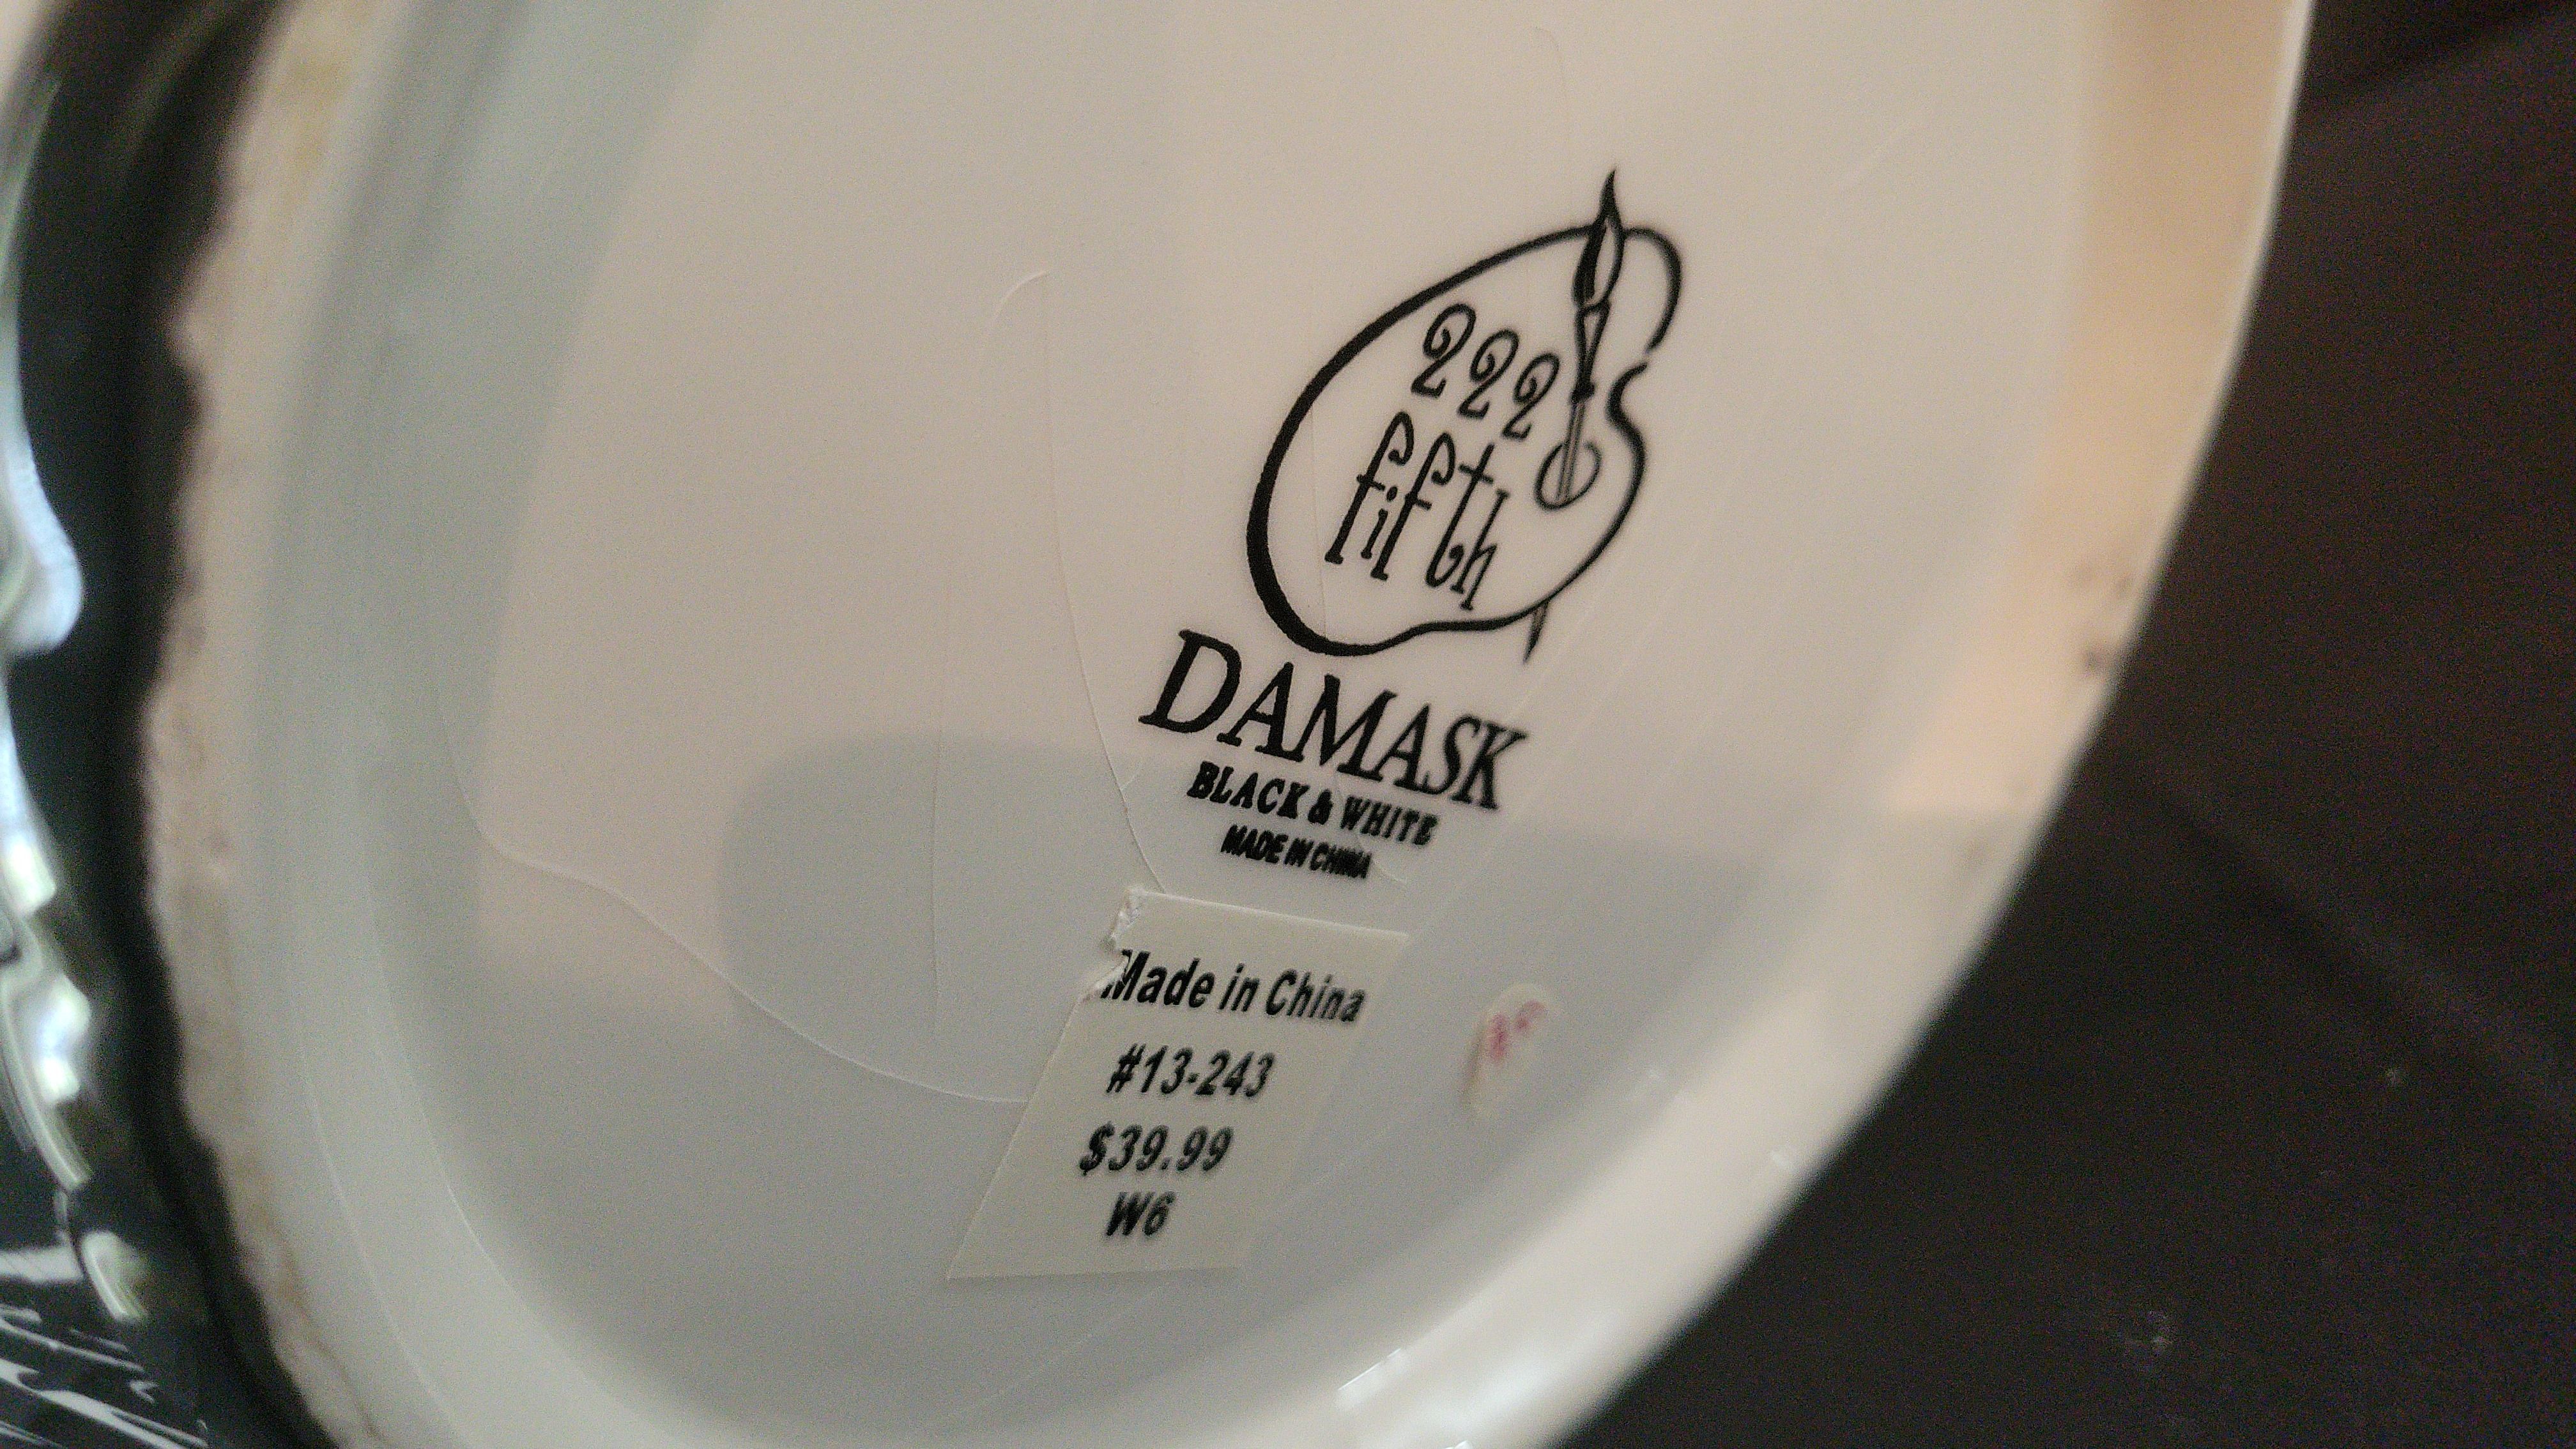 222
fifth
DAMASK
BLACK & WHITE
MADE IN CHINA
Made in China
#13-243
$39.99
W6